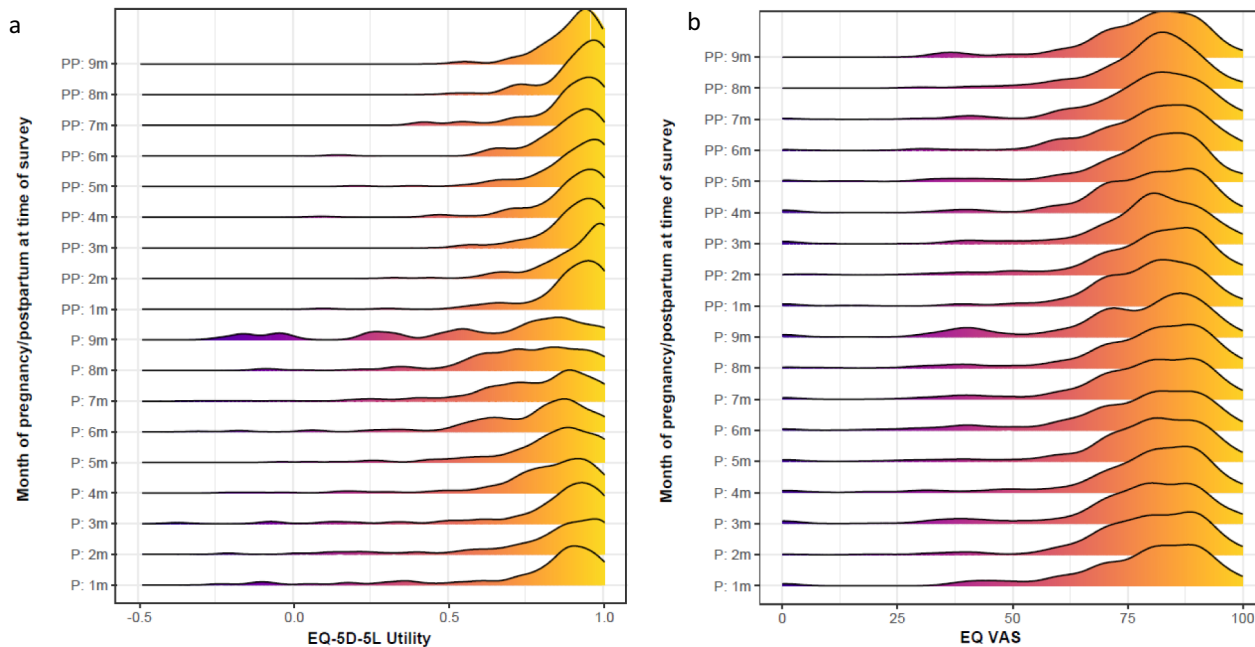 a
Month of pregnancy/postpartum at time of survey
PP: 9m
PP: 8m
PP: 7m
PP: 6m
PP: 5m
PP: 4m
PP: 3m
PP: 2m
PP: 1m
P: 9m
P: 8m
P: 7m
P: 6m
P: 5m
P: 4m
P: 3m
P: 2m
P: 1m
-0.5 0.0 0.5 1.0
EQ-5D-5L Utility
b
Month of pregnancy/postpartum at time of survey
PP: 9m
PP: 8m
PP: 7m
PP: 6m
PP: 5m
PP: 4m
PP: 3m
PP: 2m
PP: 1m
P: 9m
P: 8m
P: 7m
P: 6m
P: 5m
P: 4m
P: 3m
P: 2m
P: 1m
0 25 50 75 100
EQ VAS